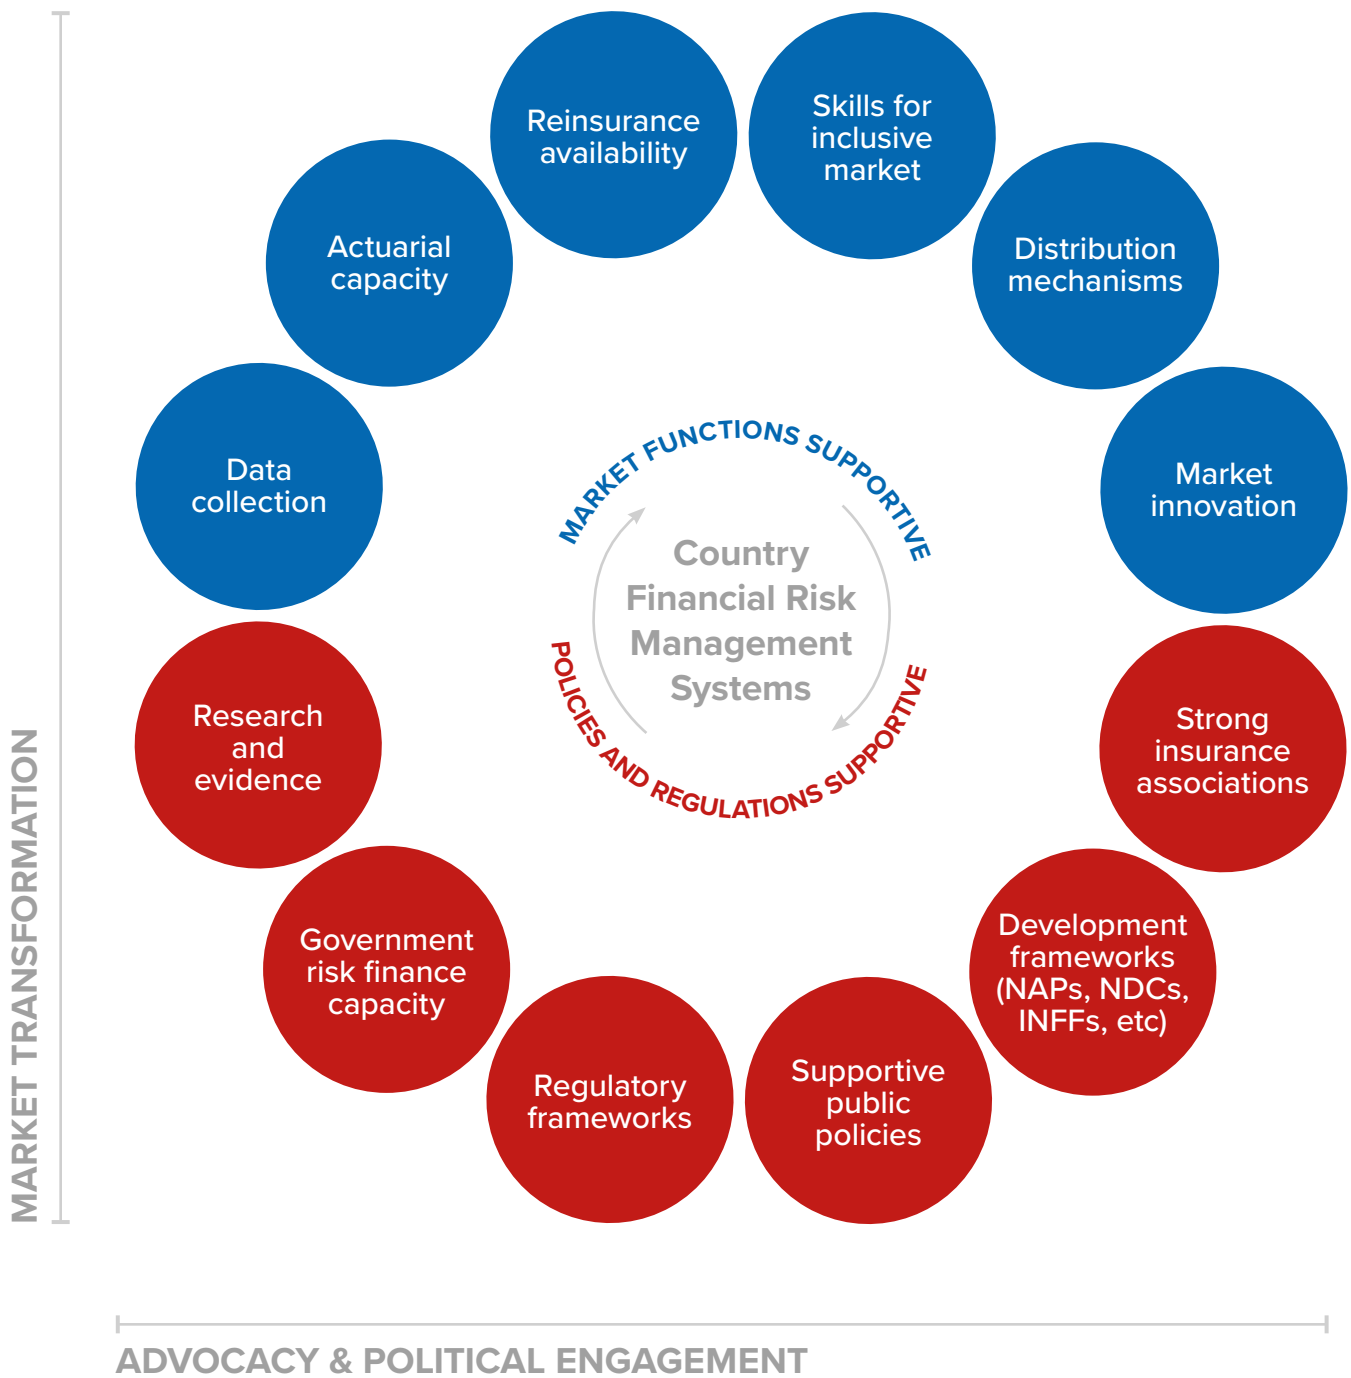 Reinsurance
availability
Skills for
inclusive
market
Actuarial
capacity
Distribution
mechanisms
Data
collection
Market
innovation
MARKET FUNCTIONS SUPPORTIVE
Country
Financial Risk
Management
Systems
POLICIES AND REGULATIONS SUPPORTIVE
Research
and
evidence
Strong
insurance
associations
Government
risk finance
capacity
Development
frameworks
(NAPs, NDCs,
INFFs, etc)
Regulatory
frameworks
Supportive
public
policies
MARKET TRANSFORMATION
ADVOCACY & POLITICAL ENGAGEMENT